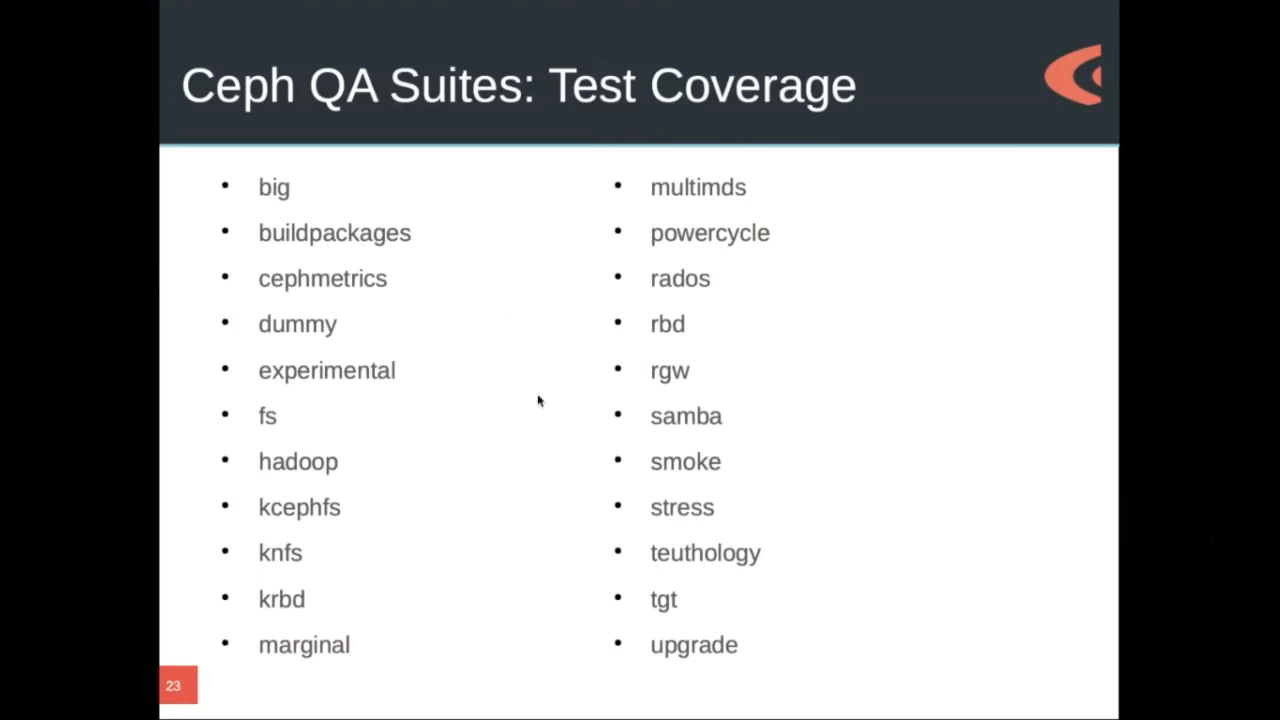 Ceph QA Suites: Test Coverage
big
buildpackages
cephmetrics
dummy
experimental
fs
hadoop
kcephfs
knfs
krbd
marginal
multimds
powercycle
rados
rbd
rgw
samba
smoke
stress
teuthology
tgt
upgrade
23